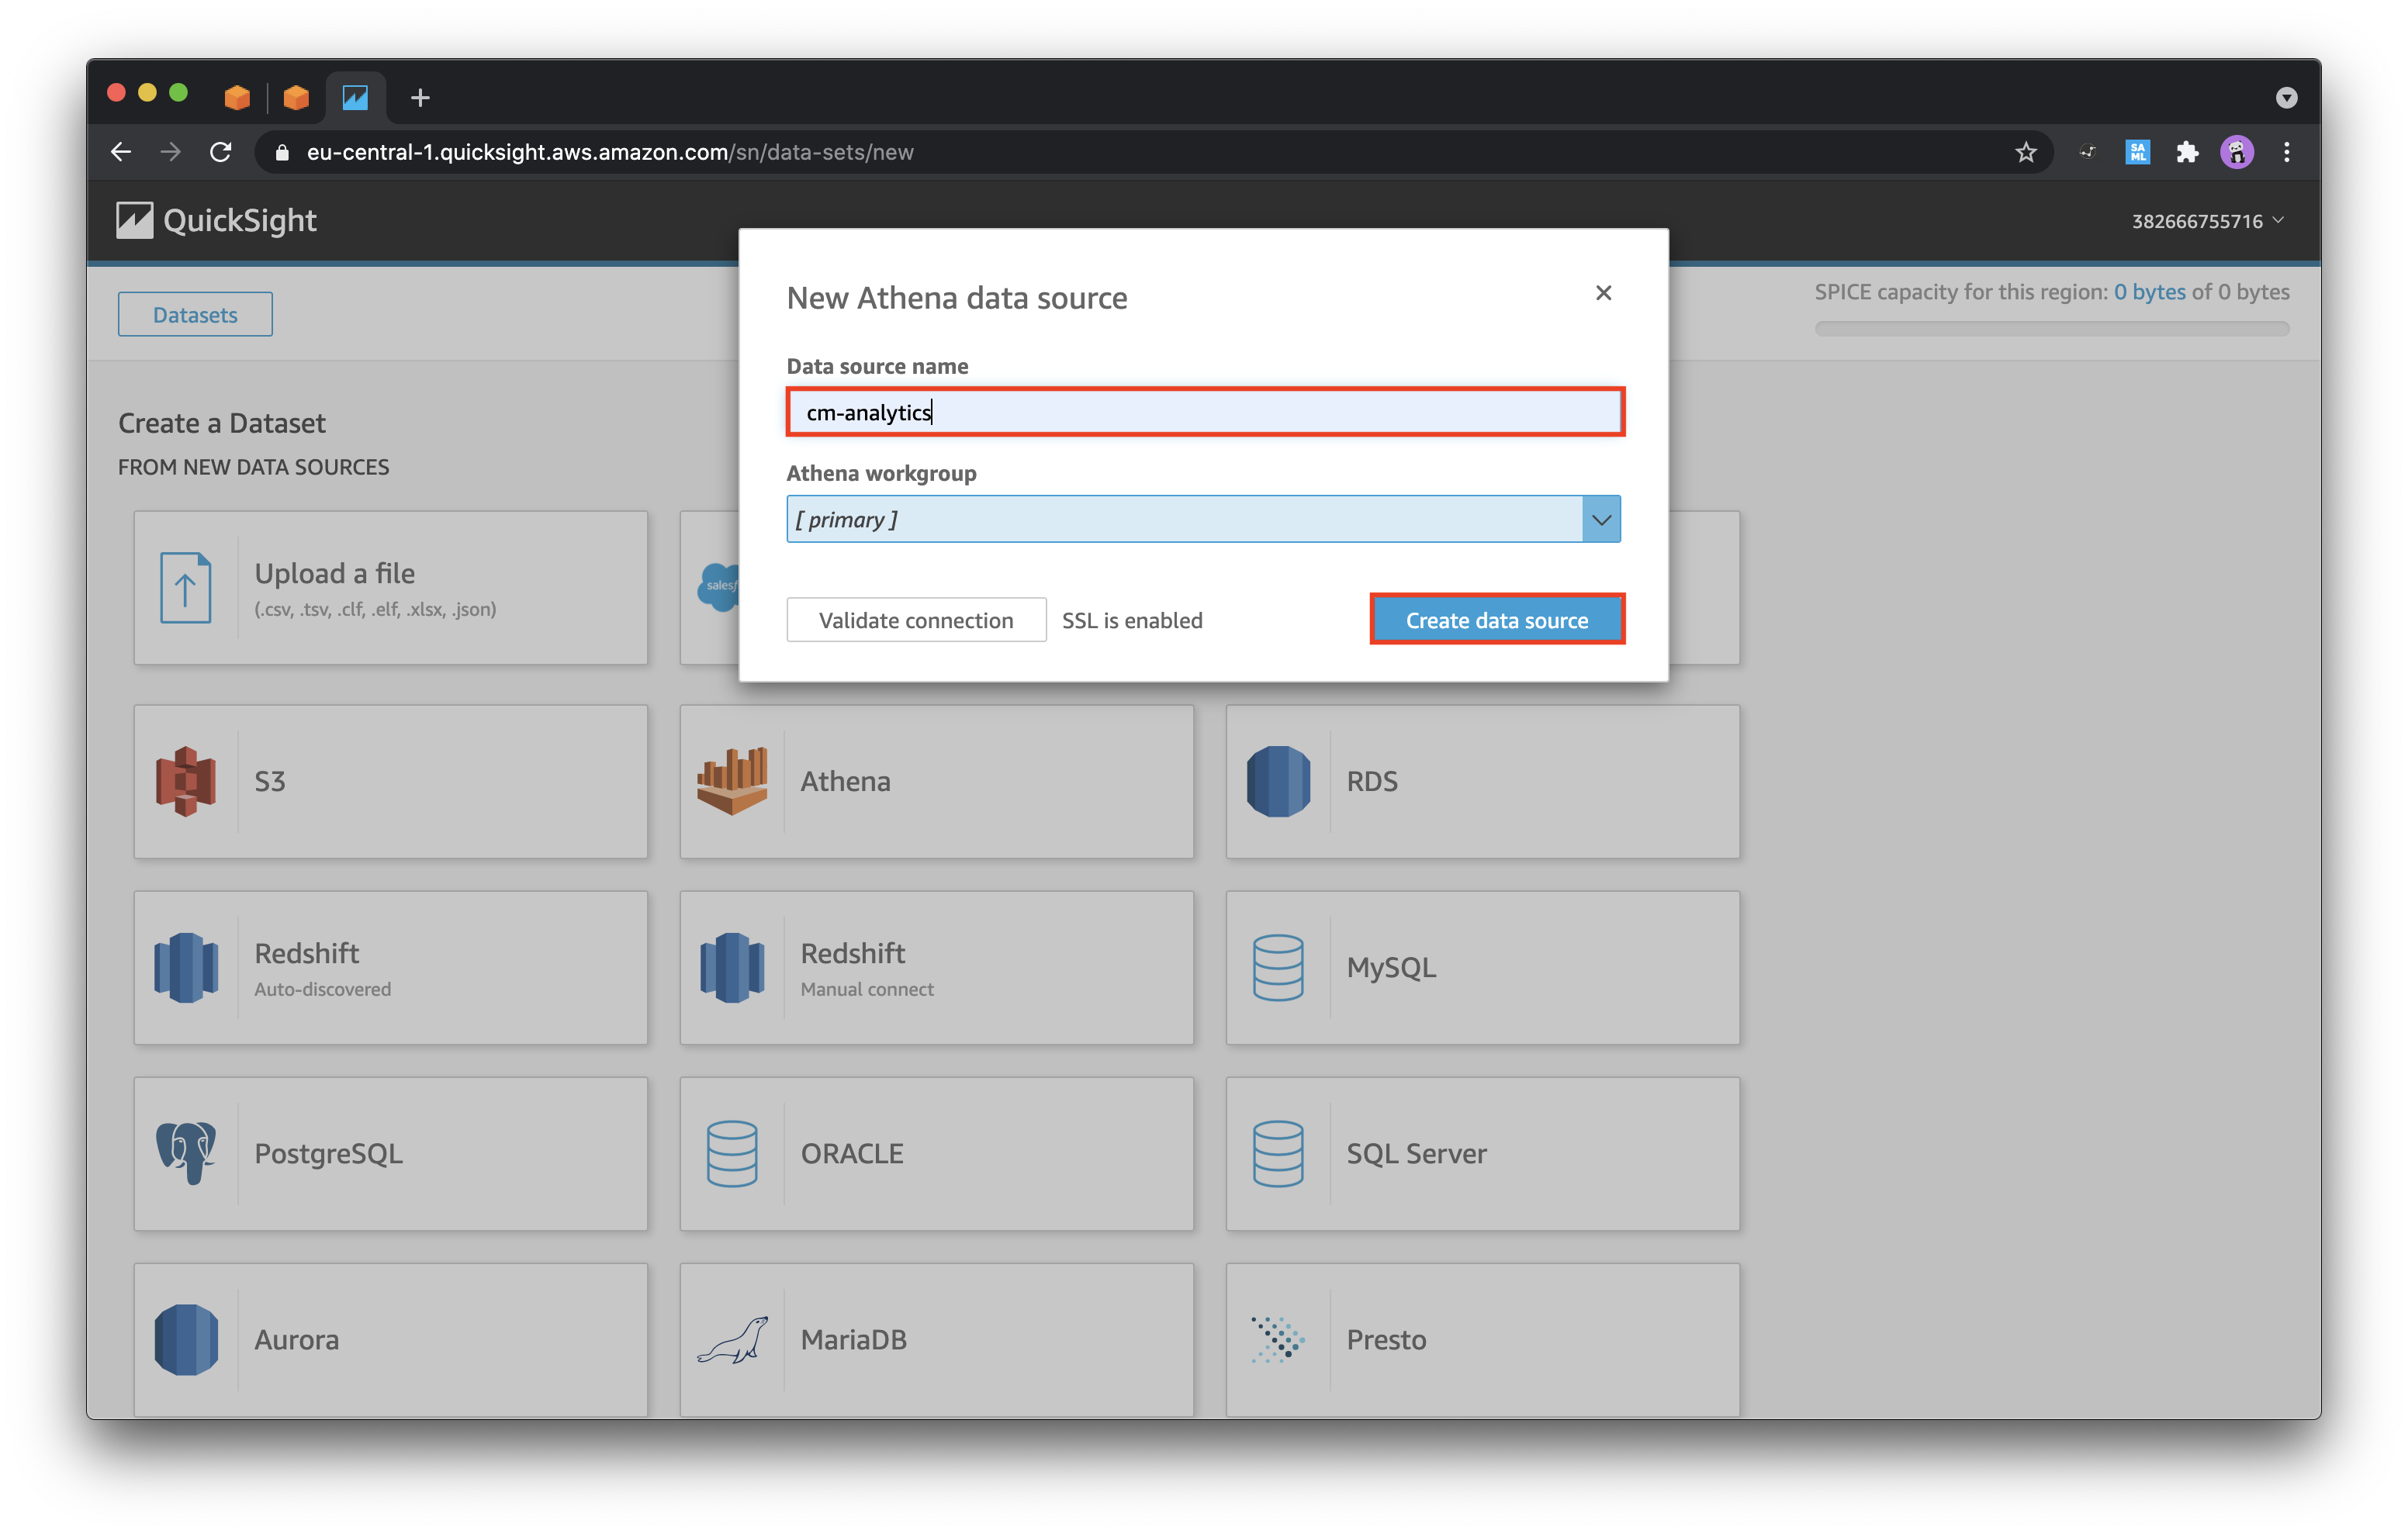 eu-central-1.quicksight.aws.amazon.com/sn/data-sets/new
SA
ML
QuickSight
382666755716
New Athena data source
Datasets
SPICE capacity for this region: 0 bytes of 0 bytes
Data source name
cm-analytics
Create a Dataset
FROM NEW DATA SOURCES
Athena workgroup
[ primary ]
Upload a file
(.csv, .tsv, .clf, .elf, .xlsx, .json)
salesf
Validate connection
SSL is enabled
Create data source
S3
Athena
RDS
Redshift
Auto-discovered
Redshift
Manual connect
MySQL
PostgreSQL
ORACLE
SQL Server
Aurora
MariaDB
Presto